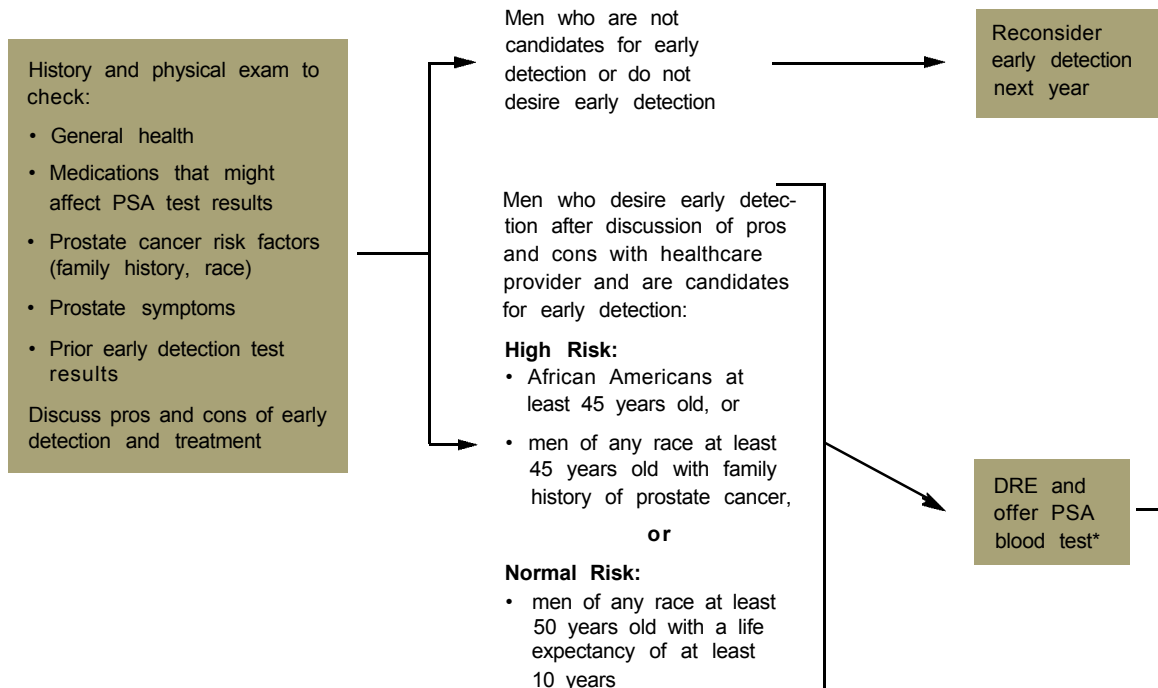 History and physical exam to
check:
• General health
• Medications that might
affect PSA test results
• Prostate cancer risk factors
(family history, race)
• Prostate symptoms
• Prior early detection test
results
Discuss pros and cons of early
detection and treatment
Men who are not
candidates for early
detection or do not
desire early detection
Reconsider
early detection
next year
Men who desire early detec-
tion after discussion of pros
and cons with healthcare
provider and are candidates
for early detection:
High Risk:
• African Americans at
least 45 years old, or
• men of any race at least
45 years old with family
history of prostate cancer,
or
Normal Risk:
• men of any race at least
50 years old with a life
expectancy of at least
10 years
DRE and
offer PSA
blood test*